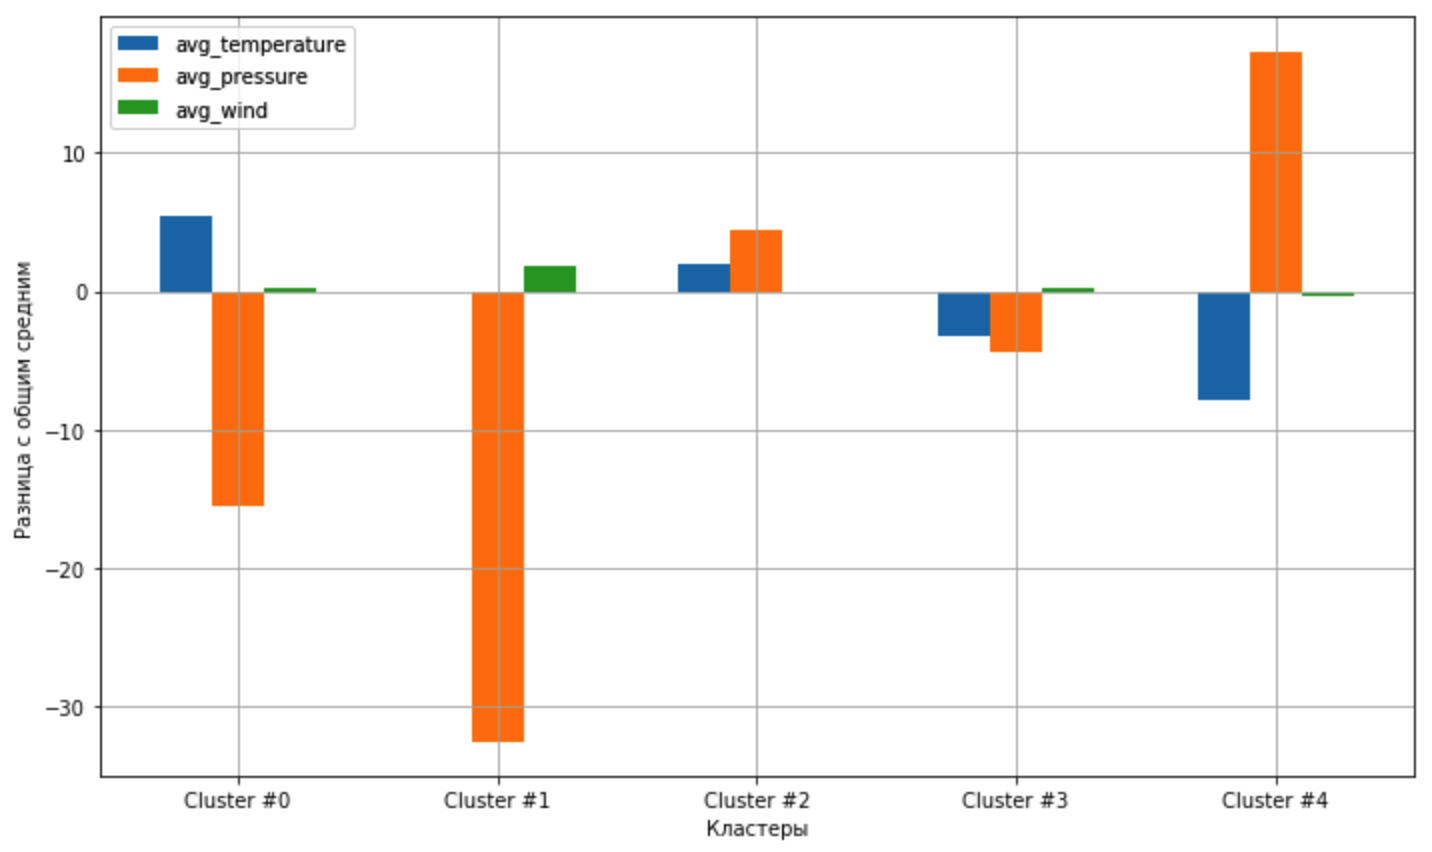 avg_temperature
avg_pressure
avg_wind
10
0
−10
−20
−30
Разница с общим средним
Cluster #0
Cluster #1
Cluster #2
Cluster #3
Cluster #4
Кластеры